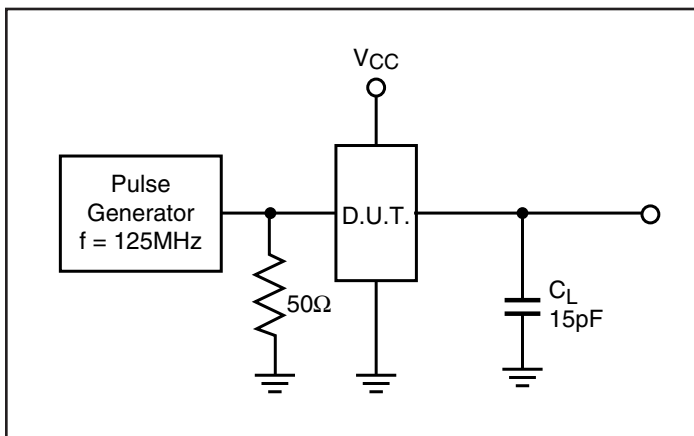 VCC
Pulse
Generator
f = 125MHz
D.U.T.
50Ω
CL
15pF